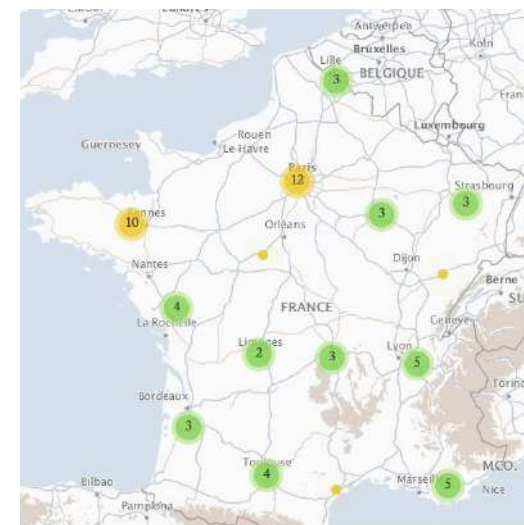 Antwerpen
Bruxelles
Köln
Lille
3
BELGIQUE
Luxembourg
Guernesey
Rouen
Le Havre
Paris
12
Strasbourg
3
3
10
Orléans
Nantes
Dijon
Berne
4
FRANCE
La Rochelle
Genève
Limoges
2
3
Lyon
5
Torino
Bordeaux
3
Toulouse
4
Bilbao
Marseil
5
MCO.
Nice
Pamplona